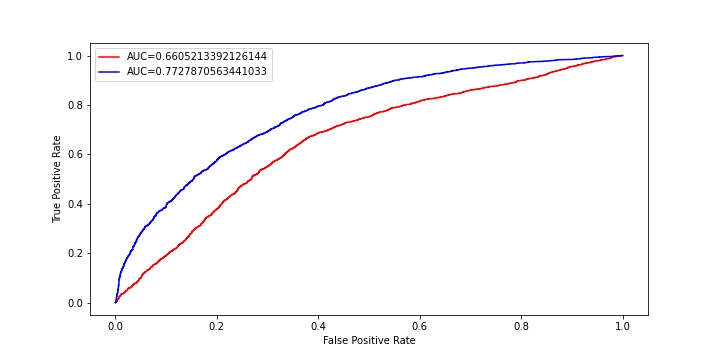 AUC=0.6605213392126144
AUC=0.7727870563441033
1.0
0.8
0.6
0.4
0.2
0.0
True Positive Rate
0.0 0.2 0.4 0.6 0.8 1.0
False Positive Rate